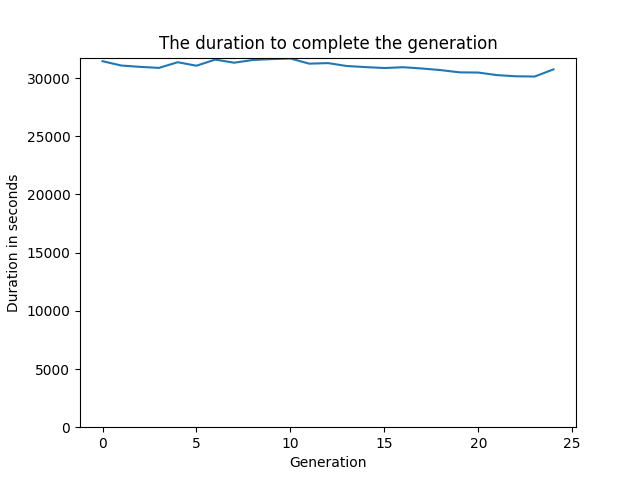 The duration to complete the generation
30000
25000
20000
15000
10000
5000
0
Duration in seconds
0 5 10 15 20 25
Generation